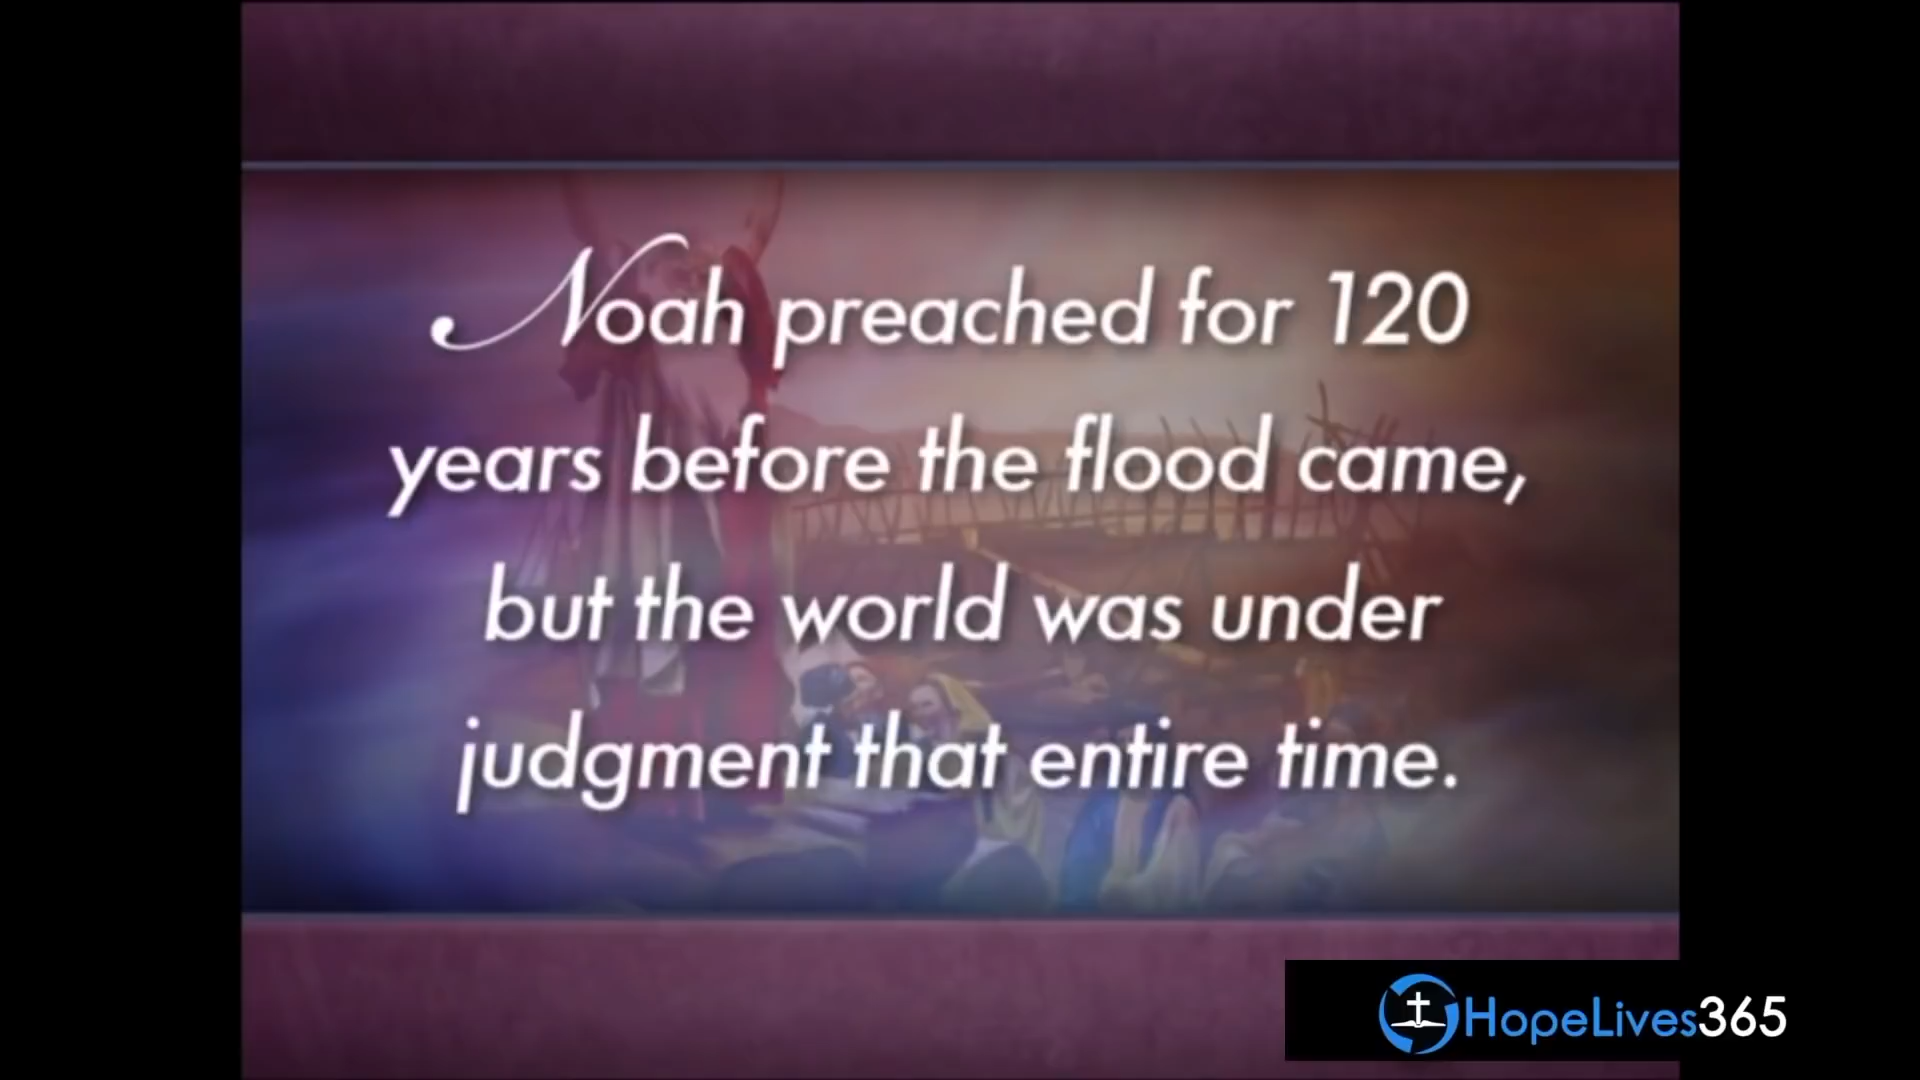 Noah preached for 120
years before the flood came,
but the world was under
judgment that entire time.
HopeLives365